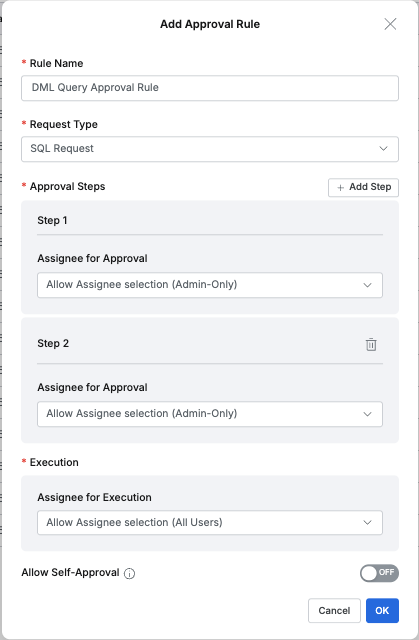 Add Approval Rule
* Rule Name
DML Query Approval Rule
* Request Type
SQL Request
* Approval Steps
+ Add Step
Step 1
Assignee for Approval
Allow Assignee selection (Admin-Only)
Step 2
Assignee for Approval
Allow Assignee selection (Admin-Only)
* Execution
Assignee for Execution
Allow Assignee selection (All Users)
Allow Self-Approval
OFF
Cancel
OK